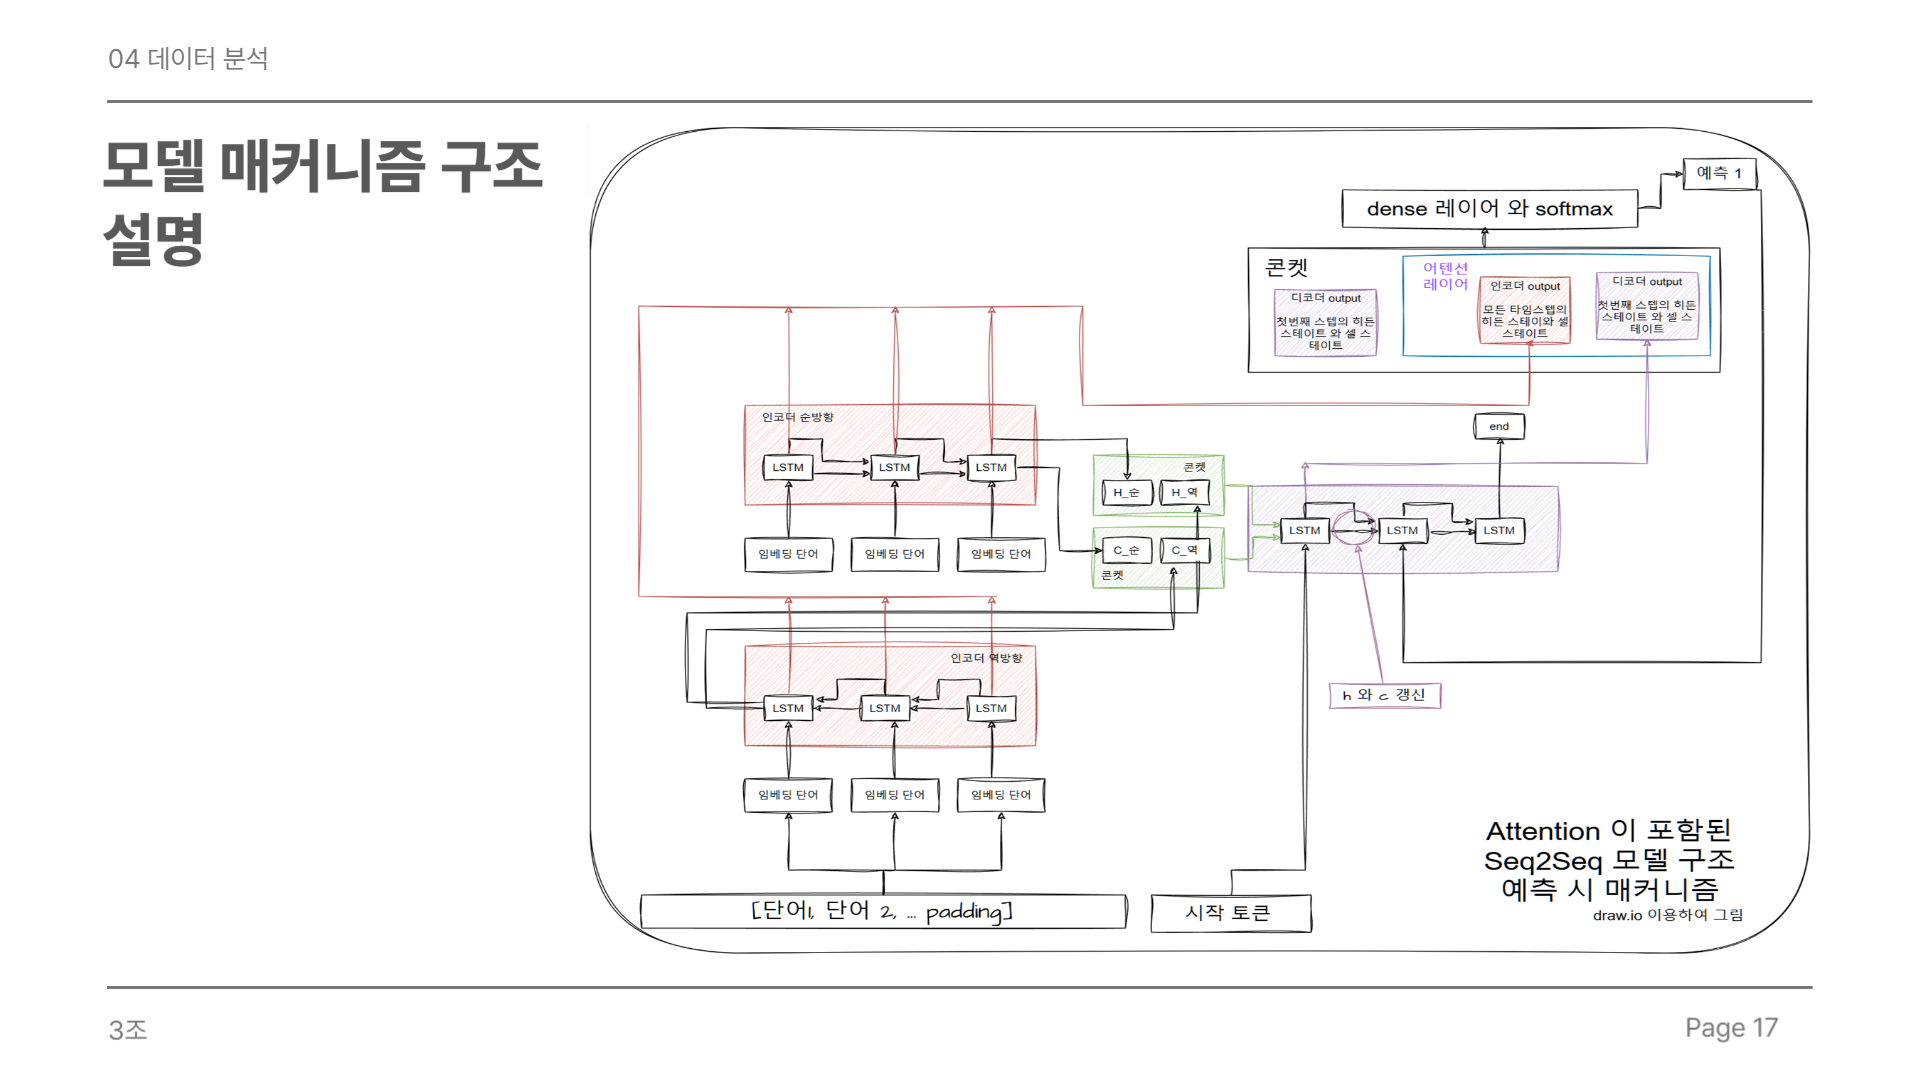 04 데이터 분석
모델 매커니즘 구조
설명
예측 1
dense 레이어 와 softmax
콘켓
어텐션
레이어
디코더 output
첫번째 스텝의 히든
스테이트 와 셀 스
테이트
인코더 output
모든 타임스텝의
히든 스테이와 셀
스테이트
디코더 output
첫번째 스텝의 히든
스테이트 와 셀 스
테이트
인코더 순방향
LSTM
LSTM
LSTM
임베딩 단어
임베딩 단어
임베딩 단어
콘켓
H_순
H_역
C_순
C_역
콘켓
end
LSTM
LSTM
LSTM
h 와 c 갱신
인코더 역방향
LSTM
LSTM
LSTM
임베딩 단어
임베딩 단어
임베딩 단어
[단어1, 단어 2, ... padding]
시작 토큰
Attention 이 포함된
Seq2Seq 모델 구조
예측 시 매커니즘
draw.io 이용하여 그림
3조
Page 17